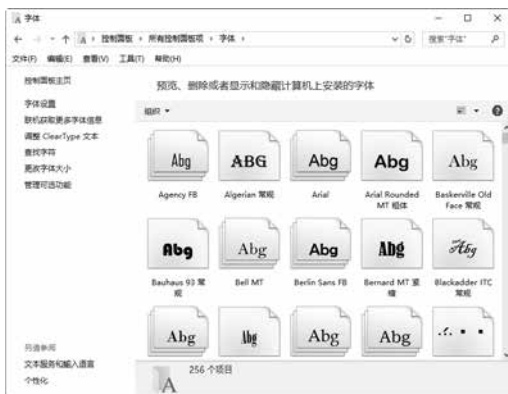 字体
控制面板 › 所有控制面板项 › 字体 ›
搜索"字体"
文件(F) 编辑(E) 查看(V) 工具(T) 帮助(H)
控制面板主页
字体设置
联机获取更多字体信息
调整 ClearType 文本
查找字符
更改字体大小
管理可选功能
另请参阅
文本服务和输入语言
个性化
预览、删除或者显示和隐藏计算机上安装的字体
组织
Abg ABG Abg Abg Abg
Agency FB
Algerian 常规
Arial
Arial Rounded
MT 粗体
Baskerville Old
Face 常规
Abg Abg Abg Abg Abg
Bauhaus 93 常
规
Bell MT
Berlin Sans FB
Bernard MT 紧
缩
Blackadder ITC
常规
Abg Abg Abg Abg
256 个项目